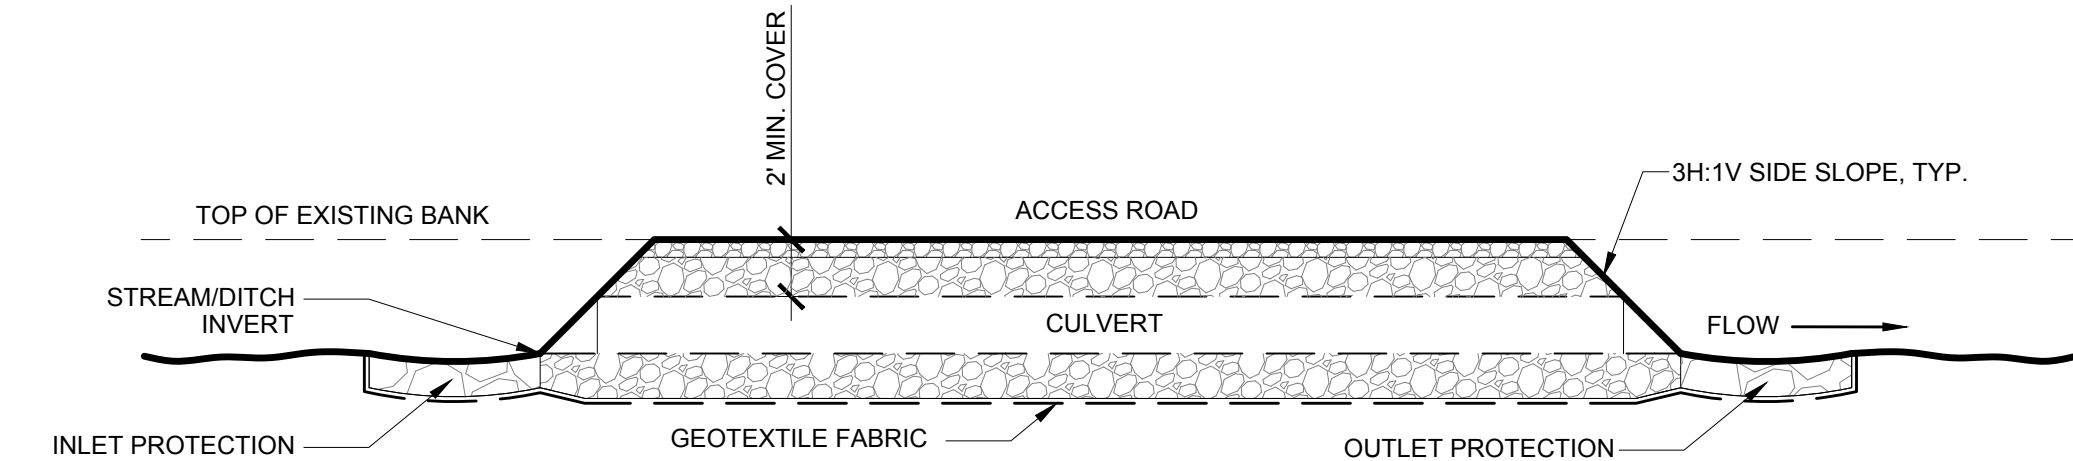 2' MIN. COVER
3H:1V SIDE SLOPE, TYP.
TOP OF EXISTING BANK
ACCESS ROAD
STREAM/DITCH
INVERT
CULVERT
FLOW
INLET PROTECTION
GEOTEXTILE FABRIC
OUTLET PROTECTION